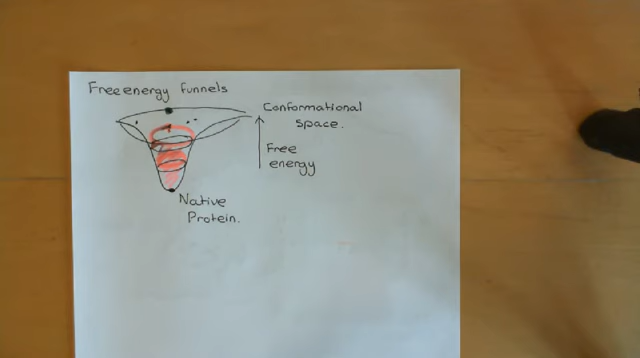 Free energy Funnels
Conformational
space.
Free
energy
Native
Protein.